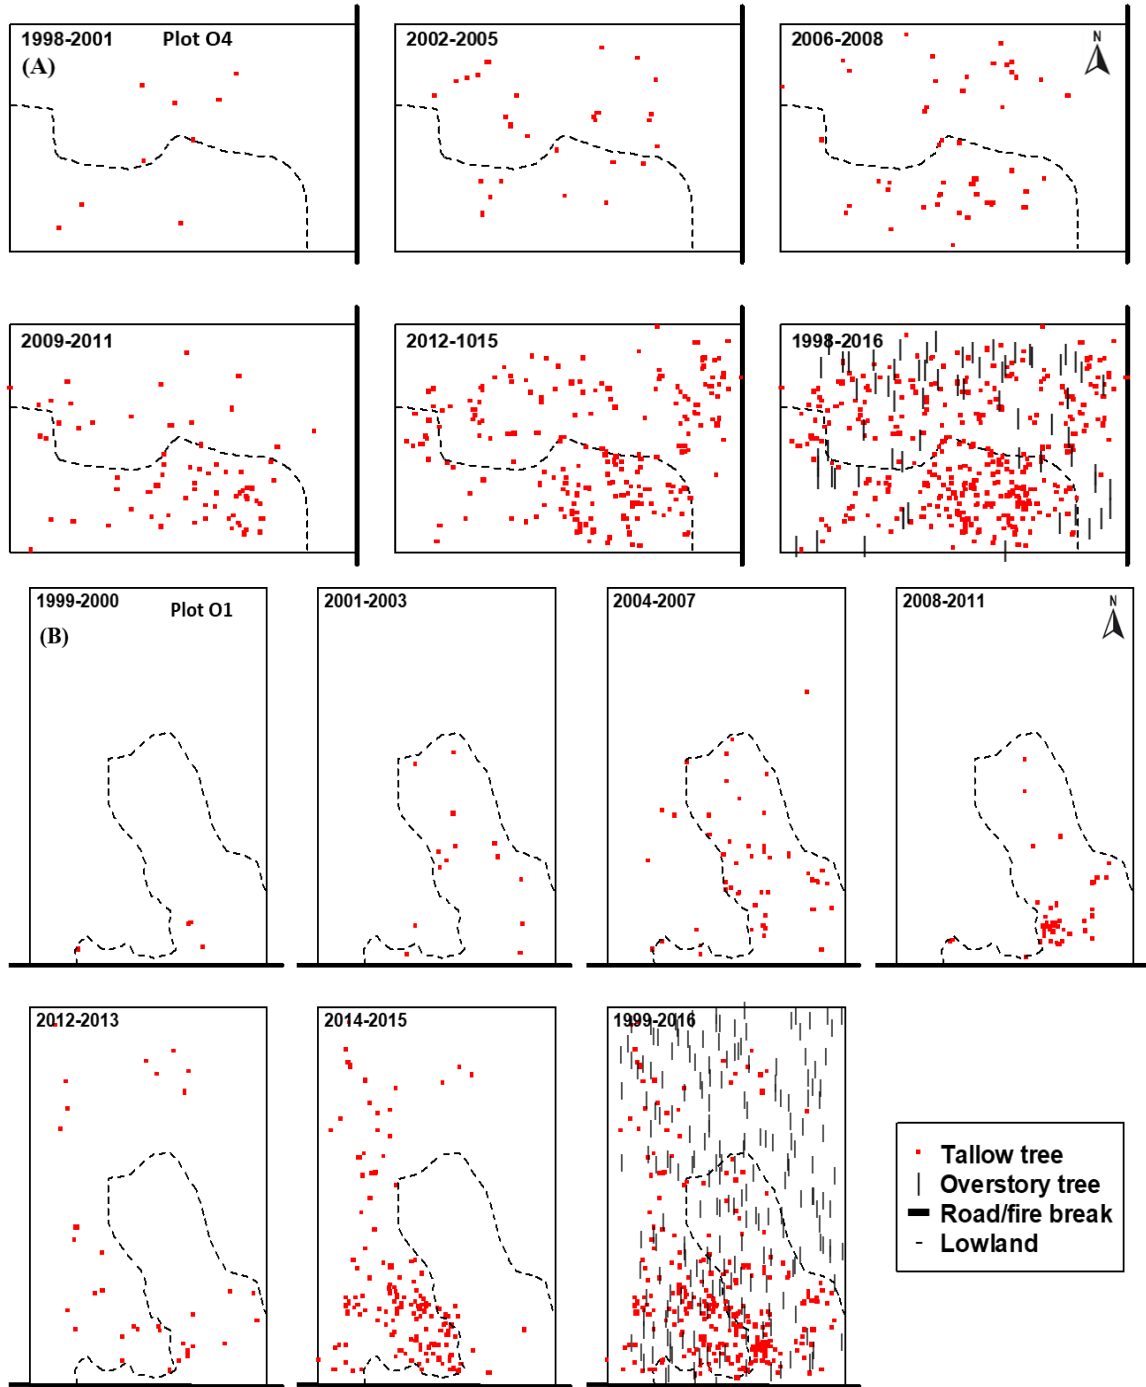 1998-2001 Plot O4
(A)
2002-2005
2006-2008
N
2009-2011
2012-1015
1998-2016
1999-2000 Plot O1
(B)
2001-2003
2004-2007
2008-2011
N
2012-2013
2014-2015
1999-2016
Tallow tree
Overstory tree
Road/fire break
Lowland